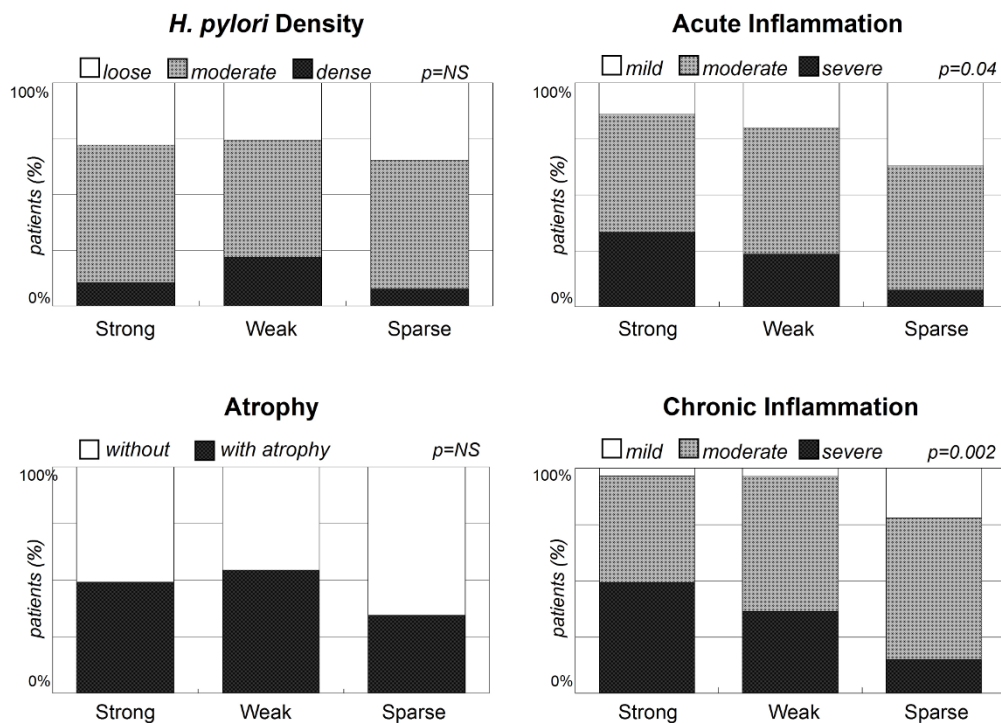 H. pylori Density
loose moderate dense p=NS
100%
patients (%)
0%
Strong Weak Sparse
Acute Inflammation
mild moderate severe p=0.04
100%
patients (%)
0%
Strong Weak Sparse
Atrophy
without with atrophy p=NS
100%
patients (%)
0%
Strong Weak Sparse
Chronic Inflammation
mild moderate severe p=0.002
100%
patients (%)
0%
Strong Weak Sparse